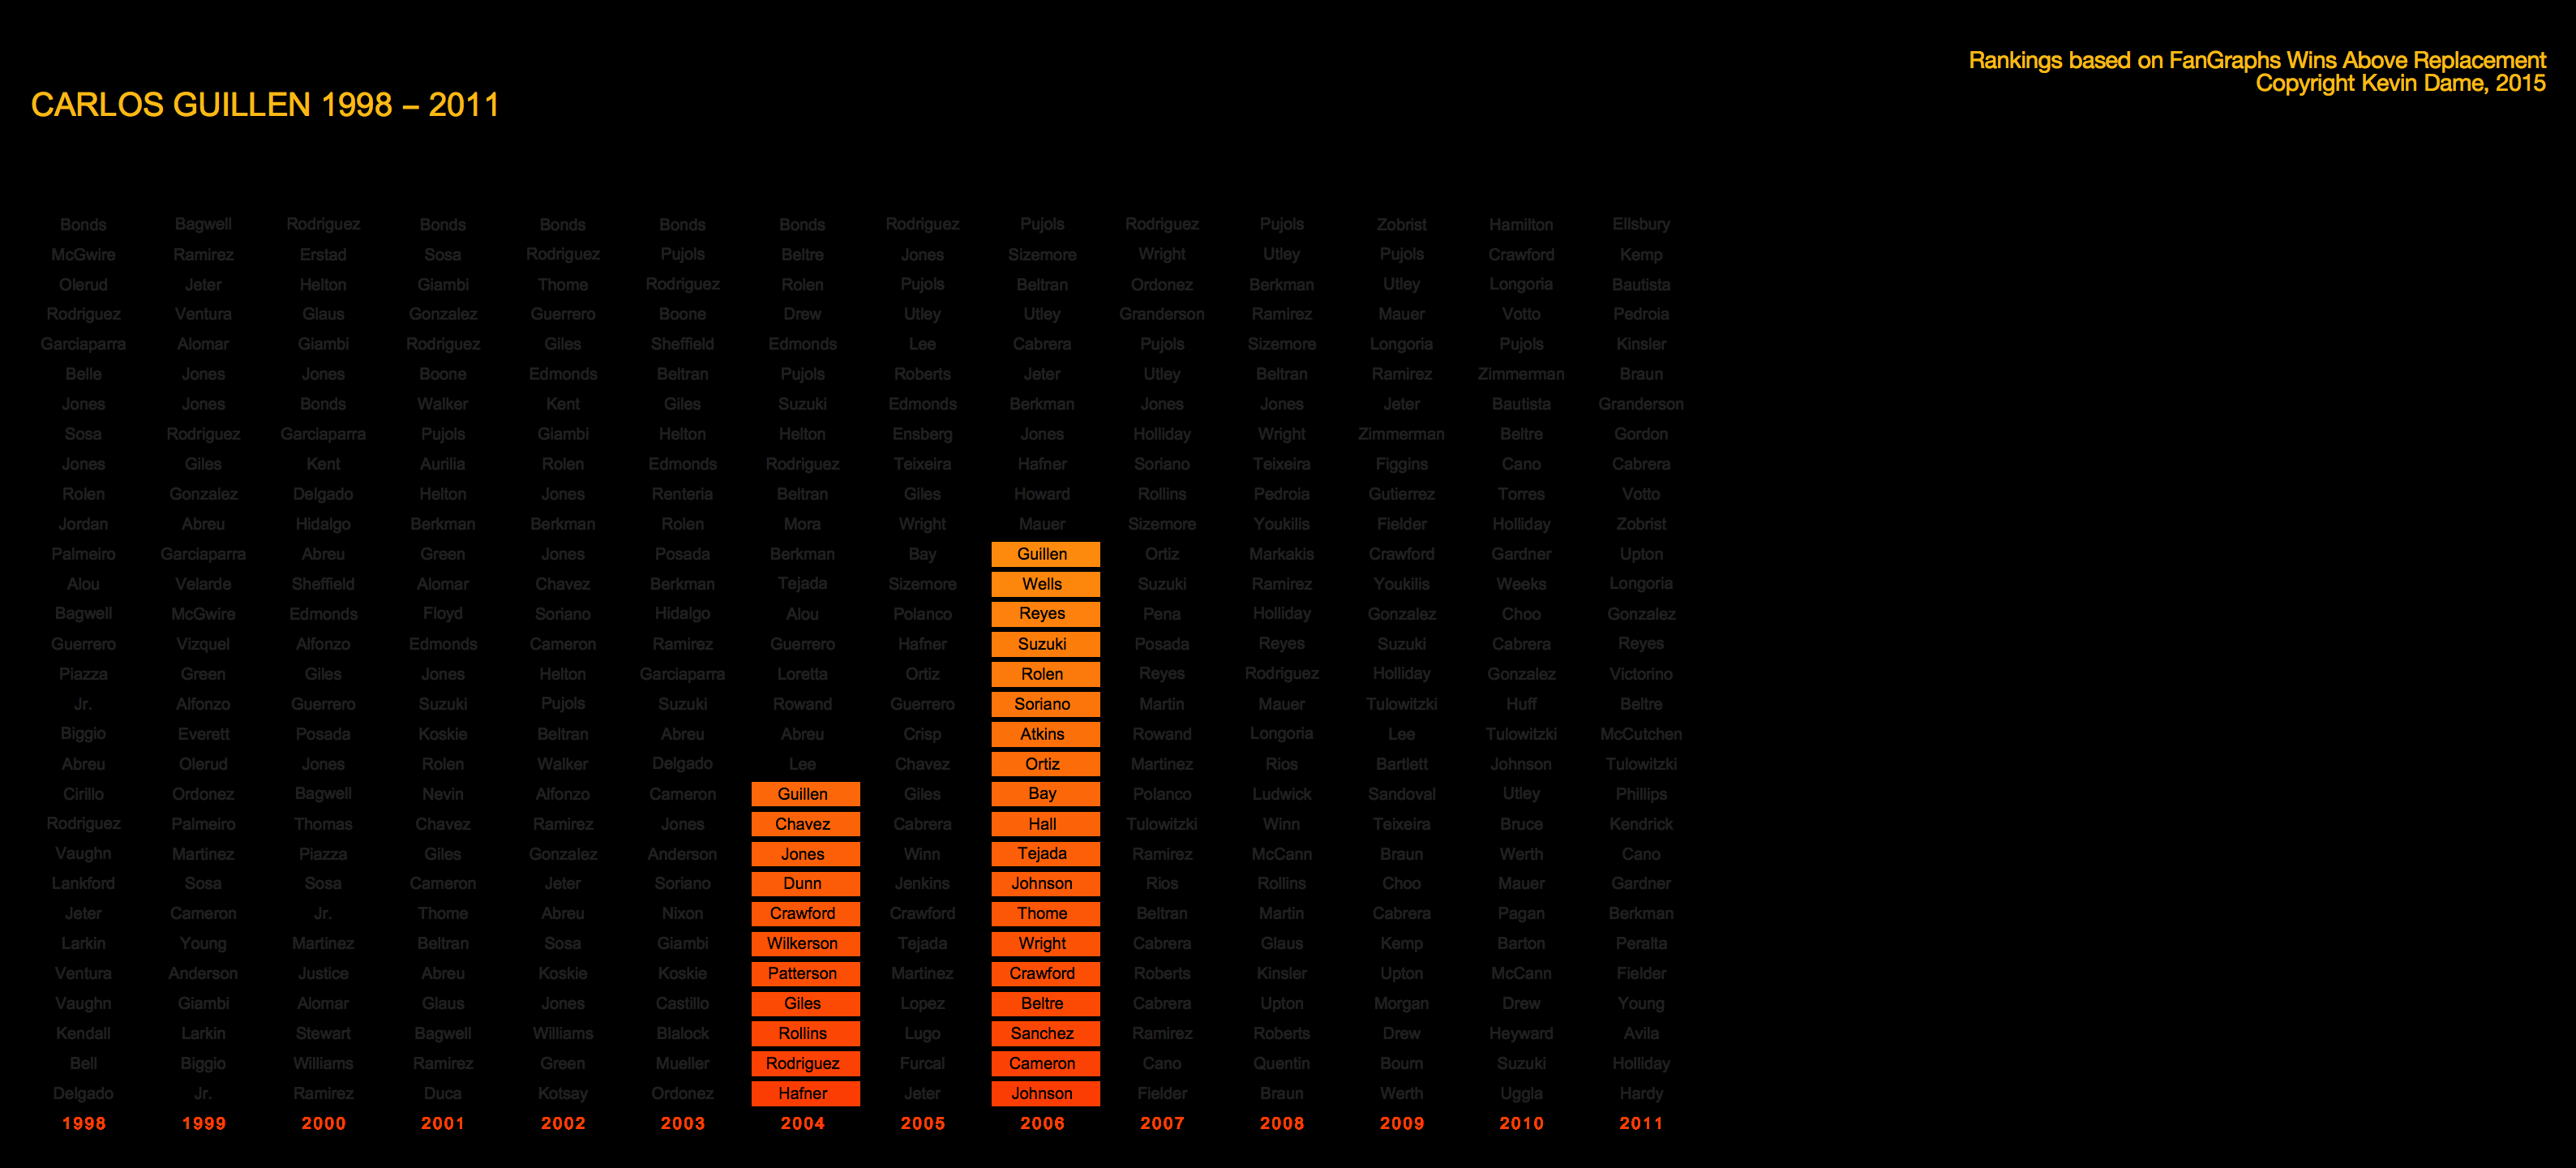 Rankings based on FanGraphs Wins Above Replacement
Copyright Kevin Dame, 2015
CARLOS GUILLEN 1998 – 2011
Bonds Bagwell Rodriguez Bonds Bonds Bonds Bonds Rodriguez Pujols Rodriguez Pujols Zobrist Hamilton Ellsbury
McGwire Ramirez Erstad Sosa Rodriguez Pujols Beltre Jones Sizemore Wright Utley Pujols Crawford Kemp
Olerud Jeter Helton Giambi Thome Rodriguez Rolen Pujols Beltran Ordonez Berkman Utley Longoria Bautista
Rodriguez Ventura Glaus Gonzalez Guerrero Boone Drew Utley Utley Granderson Ramirez Mauer Votto Pedroia
Garciaparra Alomar Giambi Rodriguez Giles Sheffield Edmonds Lee Cabrera Pujols Sizemore Longoria Pujols Kinsler
Belle Jones Jones Boone Edmonds Beltran Pujols Roberts Jeter Utley Beltran Ramirez Zimmerman Braun
Jones Jones Bonds Walker Kent Giles Suzuki Edmonds Berkman Jones Jones Jeter Bautista Granderson
Sosa Rodriguez Garciaparra Pujols Giambi Helton Helton Ensberg Jones Holliday Wright Zimmerman Beltre Gordon
Jones Giles Kent Aurilia Rolen Edmonds Rodriguez Teixeira Hafner Soriano Teixeira Figgins Cano Cabrera
Rolen Gonzalez Delgado Helton Jones Renteria Beltran Giles Howard Rollins Pedroia Gutierrez Torres Votto
Jordan Abreu Hidalgo Berkman Berkman Rolen Mora Wright Mauer Sizemore Youkilis Fielder Holliday Zobrist
Palmeiro Garciaparra Abreu Green Jones Posada Berkman Bay Guillen Ortiz Markakis Crawford Gardner Upton
Alou Velarde Sheffield Alomar Chavez Berkman Tejada Sizemore Wells Suzuki Ramirez Youkilis Weeks Longoria
Bagwell McGwire Edmonds Floyd Soriano Hidalgo Alou Polanco Reyes Pena Holliday Gonzalez Choo Gonzalez
Guerrero Vizquel Alfonzo Edmonds Cameron Ramirez Guerrero Hafner Suzuki Posada Reyes Suzuki Cabrera Reyes
Piazza Green Giles Jones Helton Garciaparra Loretta Ortiz Rolen Reyes Rodriguez Holliday Gonzalez Victorino
Jr. Alfonzo Guerrero Suzuki Pujols Suzuki Rowand Guerrero Soriano Martin Mauer Tulowitzki Huff Beltre
Biggio Everett Posada Koskie Beltran Abreu Abreu Crisp Atkins Rowand Longoria Lee Tulowitzki McCutchen
Abreu Olerud Jones Rolen Walker Delgado Lee Chavez Ortiz Martinez Rios Bartlett Johnson Tulowitzki
Cirillo Ordonez Bagwell Nevin Alfonzo Cameron Guillen Giles Bay Polanco Ludwick Sandoval Utley Phillips
Rodriguez Palmeiro Thomas Chavez Ramirez Jones Chavez Cabrera Hall Tulowitzki Winn Teixeira Bruce Kendrick
Vaughn Martinez Piazza Giles Gonzalez Anderson Jones Winn Tejada Ramirez McCann Braun Werth Cano
Lankford Sosa Sosa Cameron Jeter Soriano Dunn Jenkins Johnson Rios Rollins Choo Mauer Gardner
Jeter Cameron Jr. Thome Abreu Nixon Crawford Crawford Thome Beltran Martin Cabrera Pagan Berkman
Larkin Young Martinez Beltran Sosa Giambi Wilkerson Tejada Wright Cabrera Glaus Kemp Barton Peralta
Ventura Anderson Justice Abreu Koskie Koskie Patterson Martinez Crawford Roberts Kinsler Upton McCann Fielder
Vaughn Giambi Alomar Glaus Jones Castillo Giles Lopez Beltre Cabrera Upton Morgan Drew Young
Kendall Larkin Stewart Bagwell Williams Blalock Rollins Lugo Sanchez Ramirez Roberts Drew Heyward Avila
Bell Biggio Williams Ramirez Green Mueller Rodriguez Furcal Cameron Cano Quentin Bourn Suzuki Holliday
Delgado Jr. Ramirez Duca Kotsay Ordonez Hafner Jeter Johnson Fielder Braun Werth Uggla Hardy
1998 1999 2000 2001 2002 2003 2004 2005 2006 2007 2008 2009 2010 2011